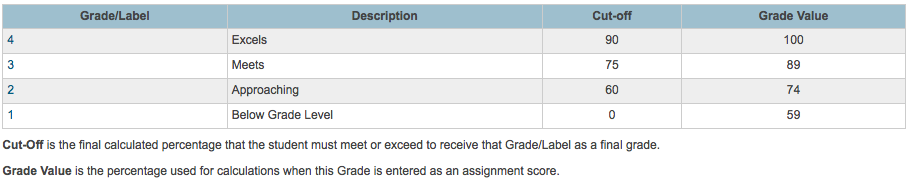 Grade/Label Description Cut-off Grade Value
4 Excels 90 100
3 Meets 75 89
2 Approaching 60 74
1 Below Grade Level 0 59
Cut-Off is the final calculated percentage that the student must meet or exceed to receive that Grade/Label as a final grade.
Grade Value is the percentage used for calculations when this Grade is entered as an assignment score.